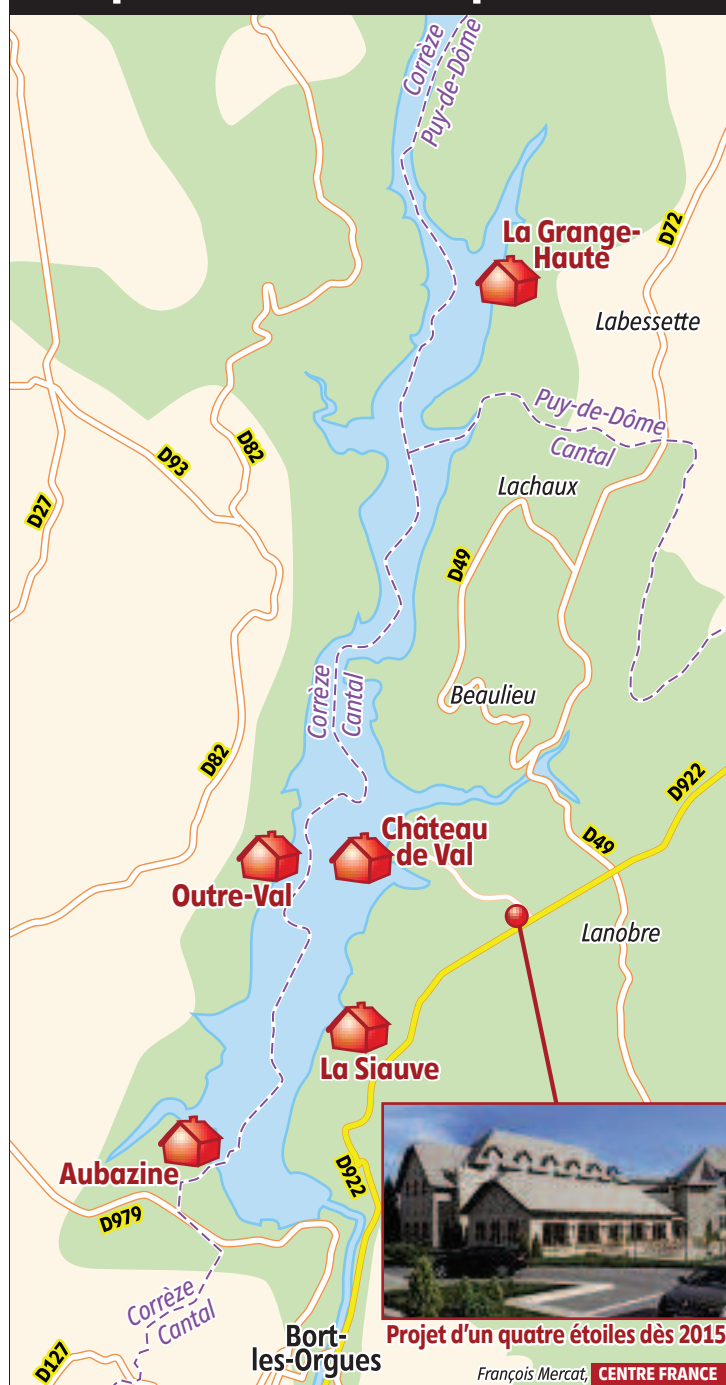 Corrèze
Puy-de-Dôme
La Grange-
Haute
D72
Labessette
Puy-de-Dôme
Cantal
D82
D93
Lachaux
D27
D49
Corrèze
Cantal
Beaulieu
D82
D922
Château
de Val
D49
Outre-Val
Lanobre
La Siauve
Aubazine
D922
D979
Corrèze
Cantal
Bort-
les-Orgues
D127
Projet d'un quatre étoiles dès 2015
François Mercat, CENTRE FRANCE